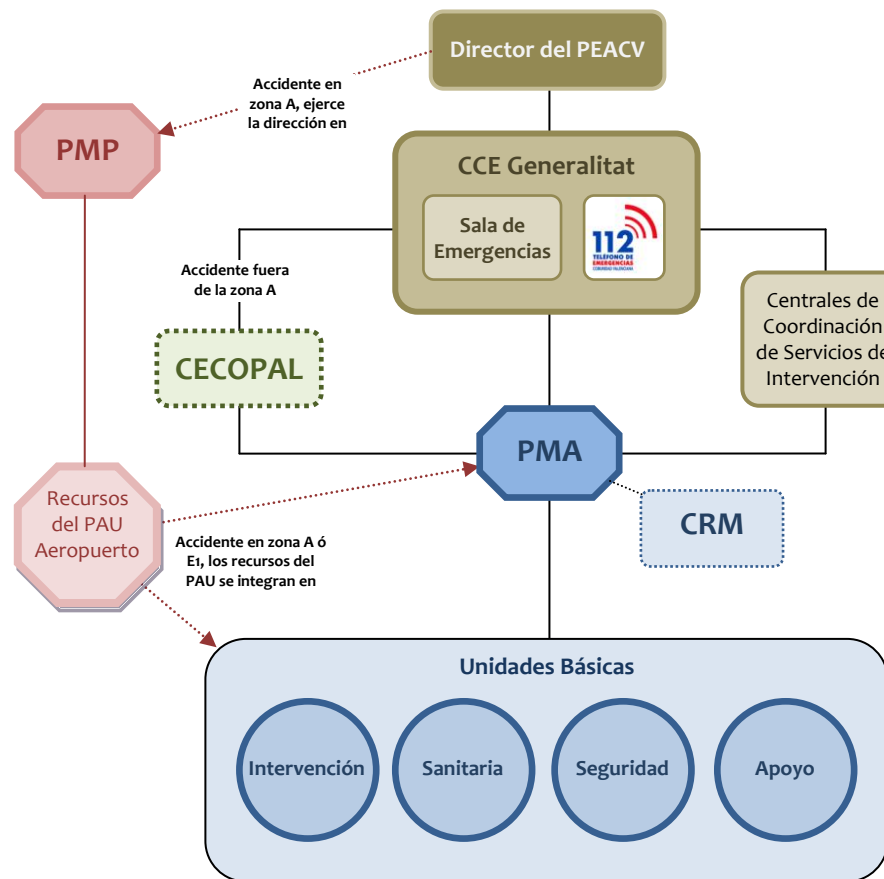 Director del PEACV
Accidente en
zona A, ejerce
la dirección en
PMP
CCE Generalitat
Sala de
Emergencias
112
TELÉFONO DE
EMERGENCIAS
COMUNIDAD VALENCIANA
Accidente fuera
de la zona A
Centrales de
Coordinación
de Servicios de
Intervención
CECOPAL
PMA
Recursos
del PAU
Aeropuerto
CRM
Accidente en zona A ó
E1, los recursos del
PAU se integran en
Unidades Básicas
Intervención
Sanitaria
Seguridad
Apoyo